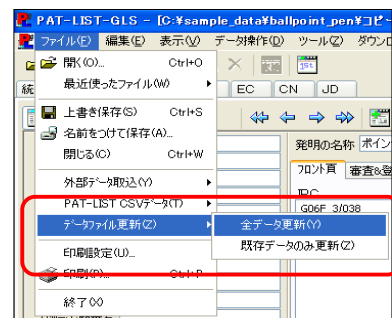 PAT-LIST-GLS - [C:¥sample_data¥ballpoint_pen¥コピー
ファイル(F) 編集(E) 表示(V) データ操作(D) ツール(Z) ダウンロ
開く(O)... Ctrl+O
最近使ったファイル(W)
EC CN JD
上書き保存(S) Ctrl+S
名前をつけて保存(A)...
閉じる(C) Ctrl+W
発明の名称 ポイン
フロント頁 審査&登
外部データ取込(Y)
IPC
PAT-LIST CSVデータ(T)
G06F 3/038
データファイル更新(Z) 全データ更新(Y)
既存データのみ更新(Z)
印刷設定(U)...
印刷(P)... Ctrl+P
終了(X)